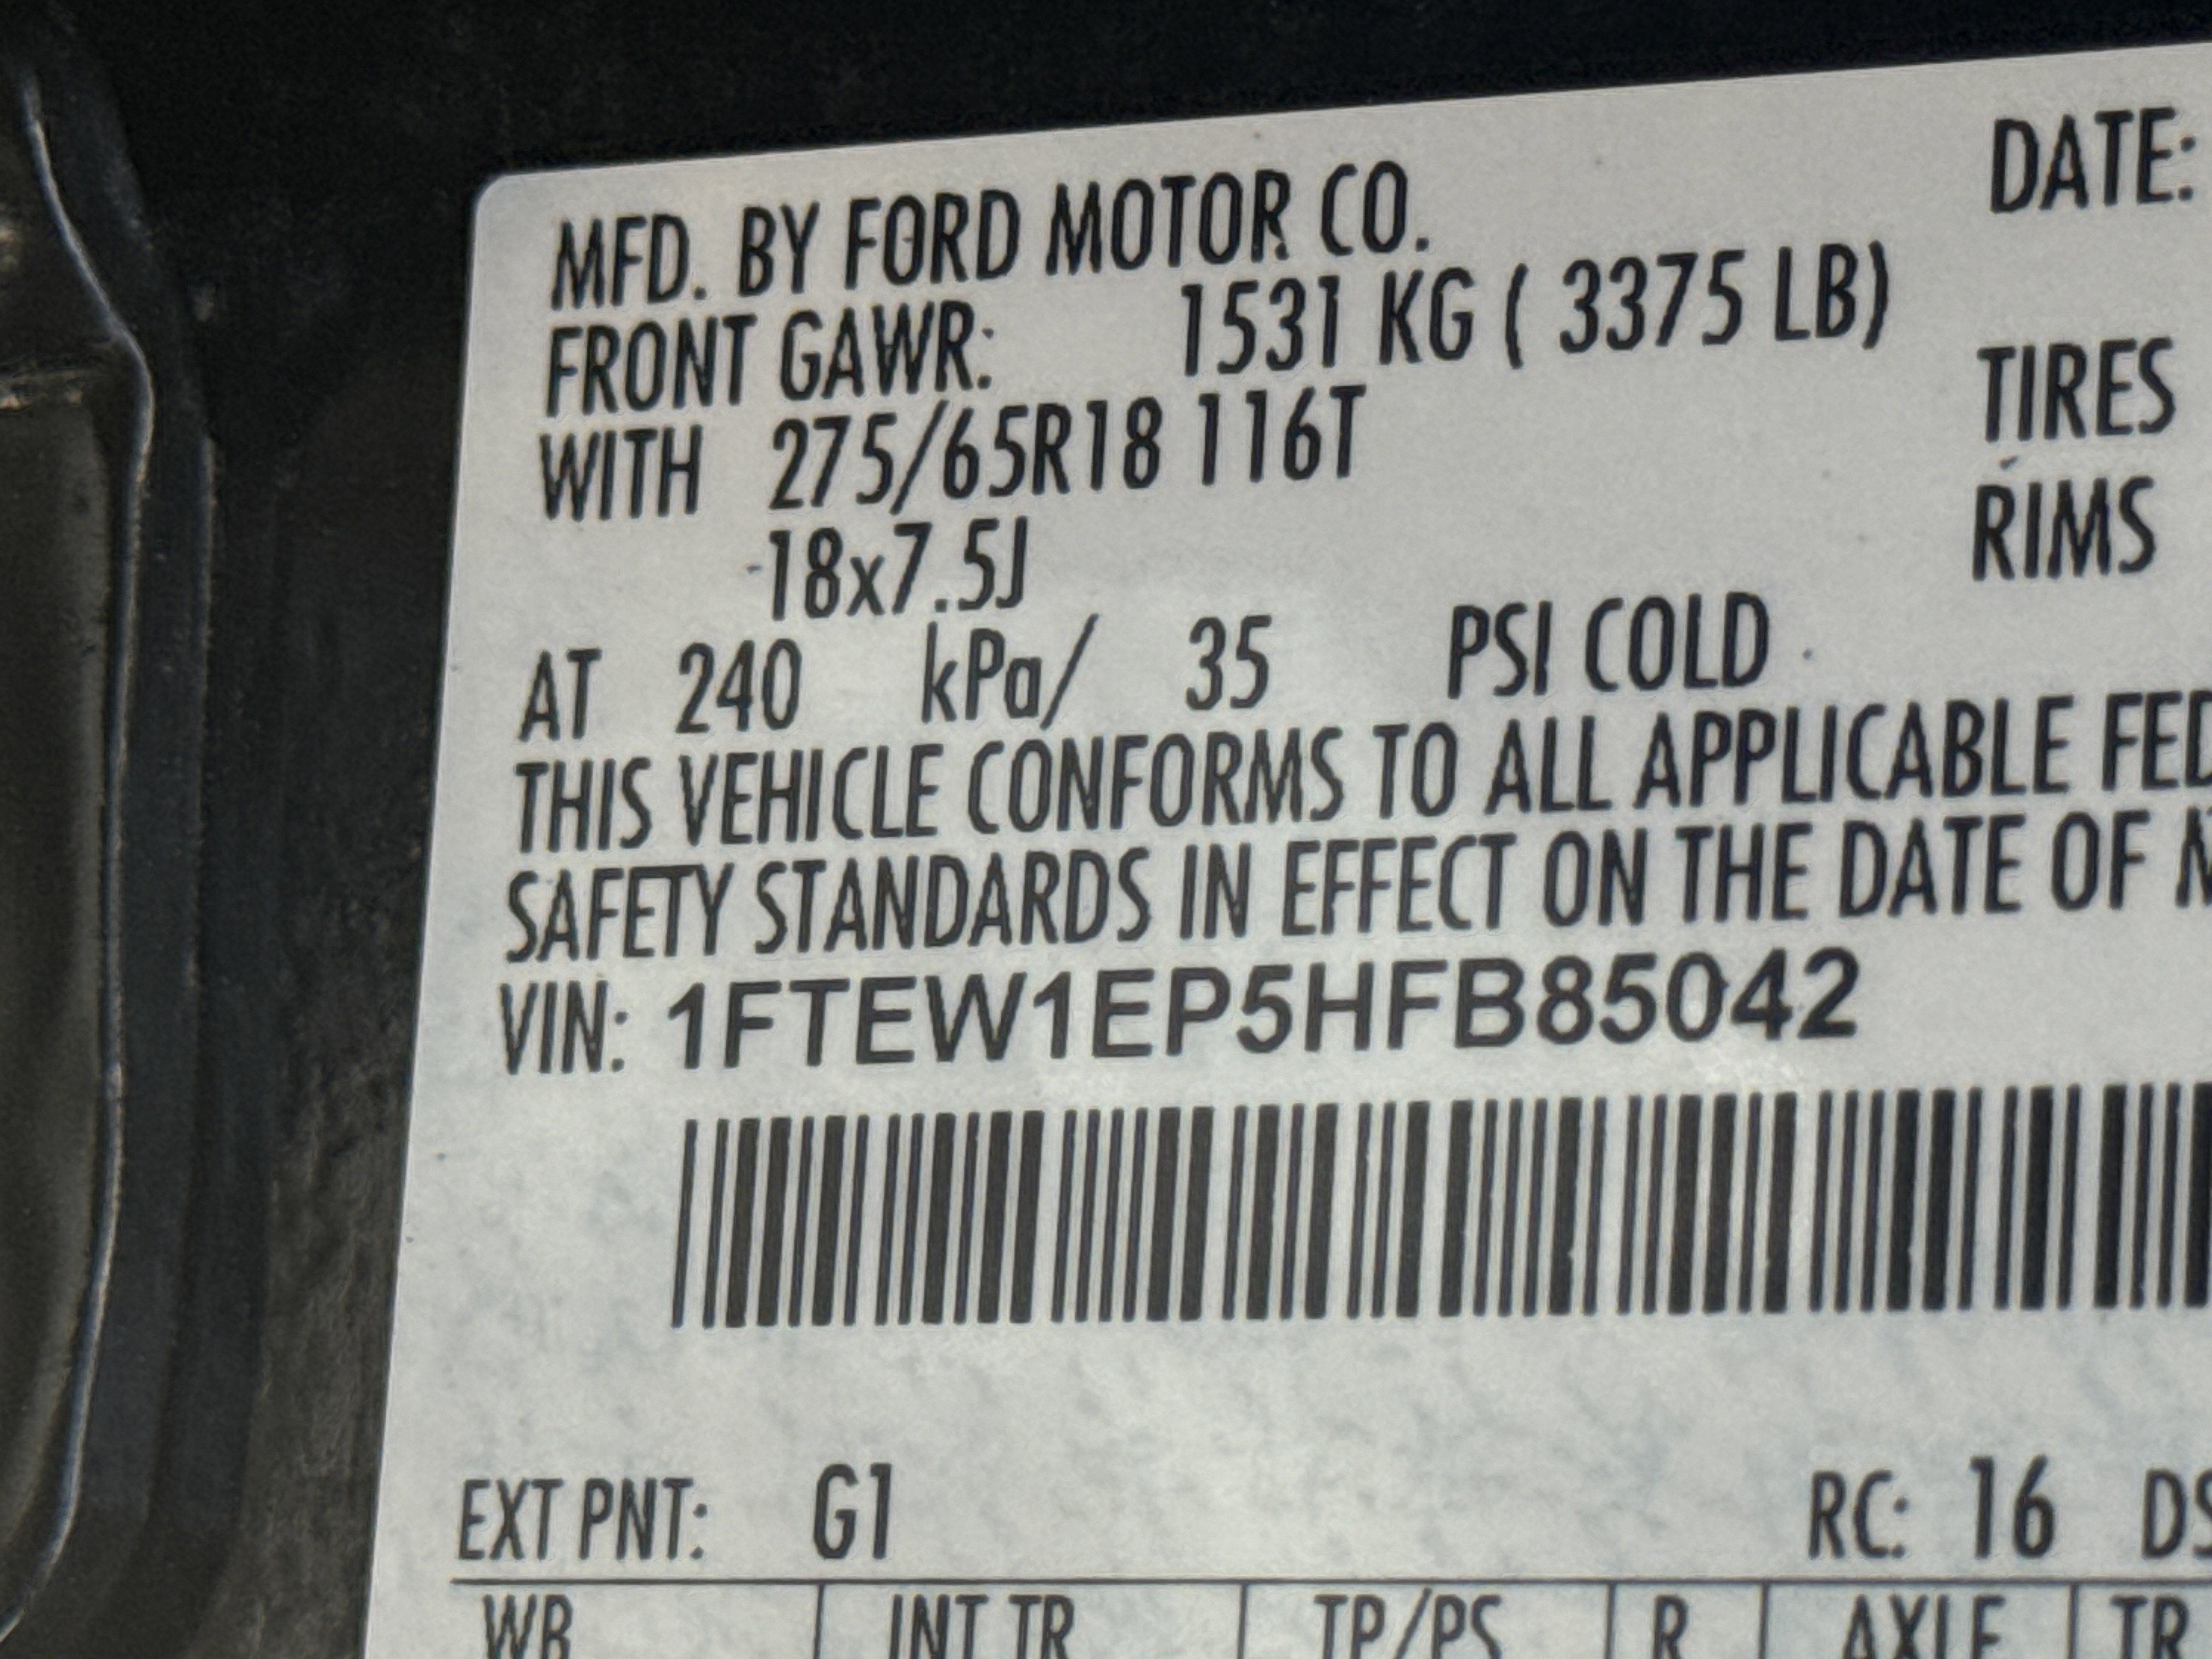 DATE:
MFD. BY FORD MOTOR CO.
FRONT GAWR: 1531 KG ( 3375 LB)
WITH 275/65R18 116T TIRES
18x7.5J RIMS
AT 240 kPa/ 35 PSI COLD
THIS VEHICLE CONFORMS TO ALL APPLICABLE FED
SAFETY STANDARDS IN EFFECT ON THE DATE OF M
VIN: 1FTEW1EP5HFB85042
EXT PNT: G1 RC: 16 DS
WB INT TR TP/PS R AXLE TR